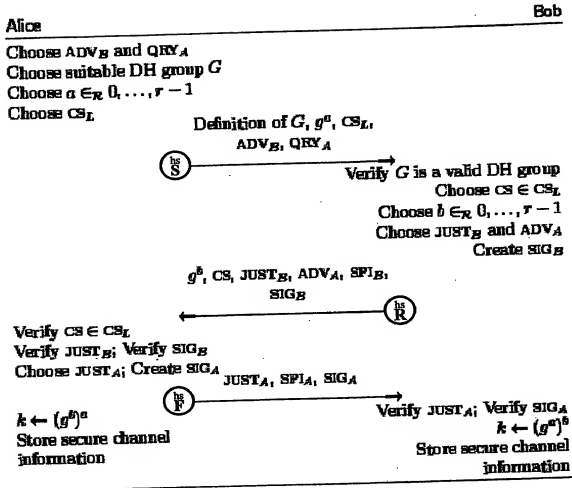 Alice
Bob
Choose ADV_B and QRY_A
Choose suitable DH group G
Choose a ∈_R 0, . . . , r − 1
Choose CS_L
Definition of G, g^a, CS_L,
ADV_B, QRY_A
hs
S
Verify G is a valid DH group
Choose CS ∈ CS_L
Choose b ∈_R 0, . . . , r − 1
Choose JUST_B and ADV_A
Create SIG_B
g^b, CS, JUST_B, ADV_A, SPI_B,
SIG_B
hs
R
Verify CS ∈ CS_L
Verify JUST_B; Verify SIG_B
Choose JUST_A; Create SIG_A
JUST_A, SPI_A, SIG_A
hs
F
k ← (g^b)^a
Store secure channel
information
Verify JUST_A; Verify SIG_A
k ← (g^a)^b
Store secure channel
information